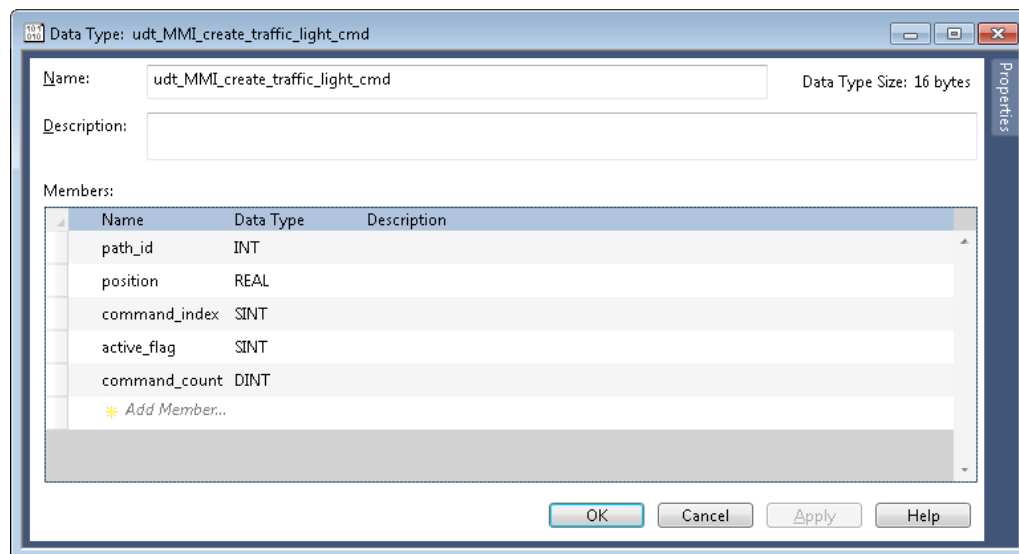 Data Type: udt_MMI_create_traffic_light_cmd
Name: udt_MMI_create_traffic_light_cmd Data Type Size: 16 bytes
Properties
Description:
Members:
Name Data Type Description
path_id INT
position REAL
command_index SINT
active_flag SINT
command_count DINT
Add Member...
OK Cancel Apply Help